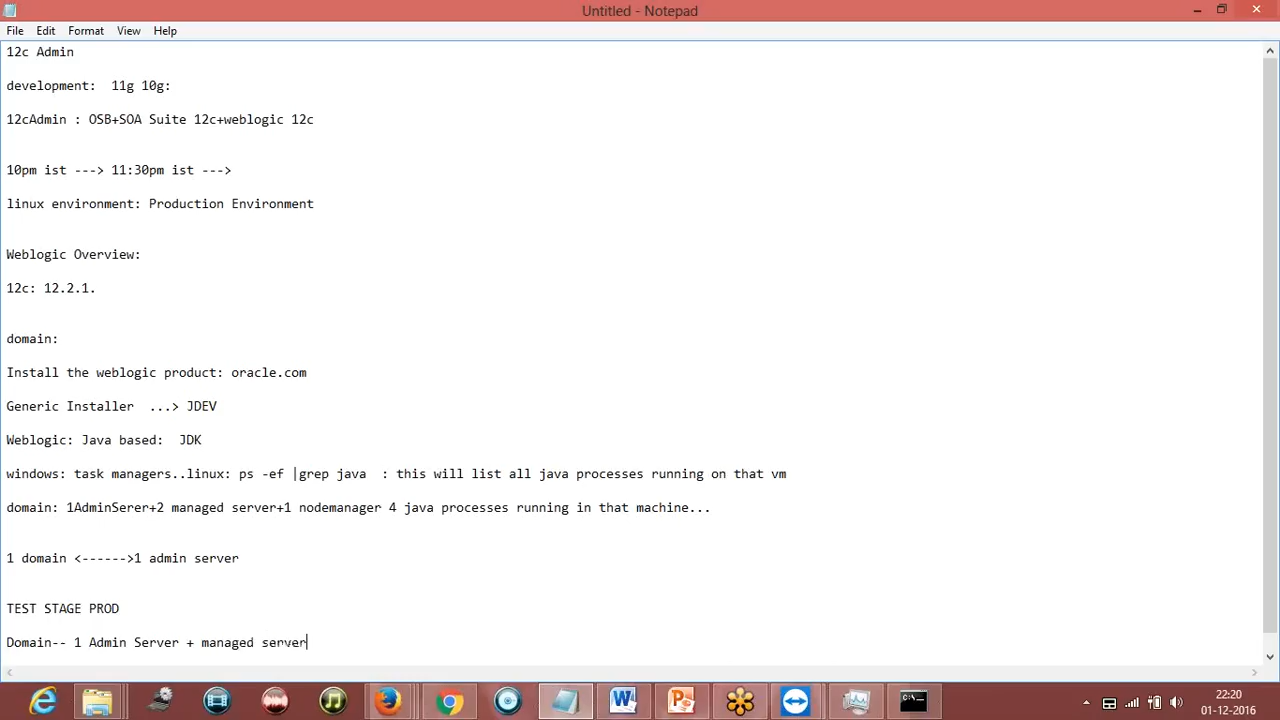 Untitled - Notepad
File Edit Format View Help
12c Admin
development:  11g 10g:
12cAdmin : OSB+SOA Suite 12c+weblogic 12c
10pm ist ---> 11:30pm ist --->
linux environment: Production Environment
Weblogic Overview:
12c: 12.2.1.
domain:
Install the weblogic product: oracle.com
Generic Installer  ...> JDEV
Weblogic: Java based:  JDK
windows: task managers..linux: ps -ef |grep java  : this will list all java processes running on that vm
domain: 1AdminSerer+2 managed server+1 nodemanager 4 java processes running in that machine...
1 domain <------>1 admin server
TEST STAGE PROD
Domain-- 1 Admin Server + managed server
22:20
01-12-2016